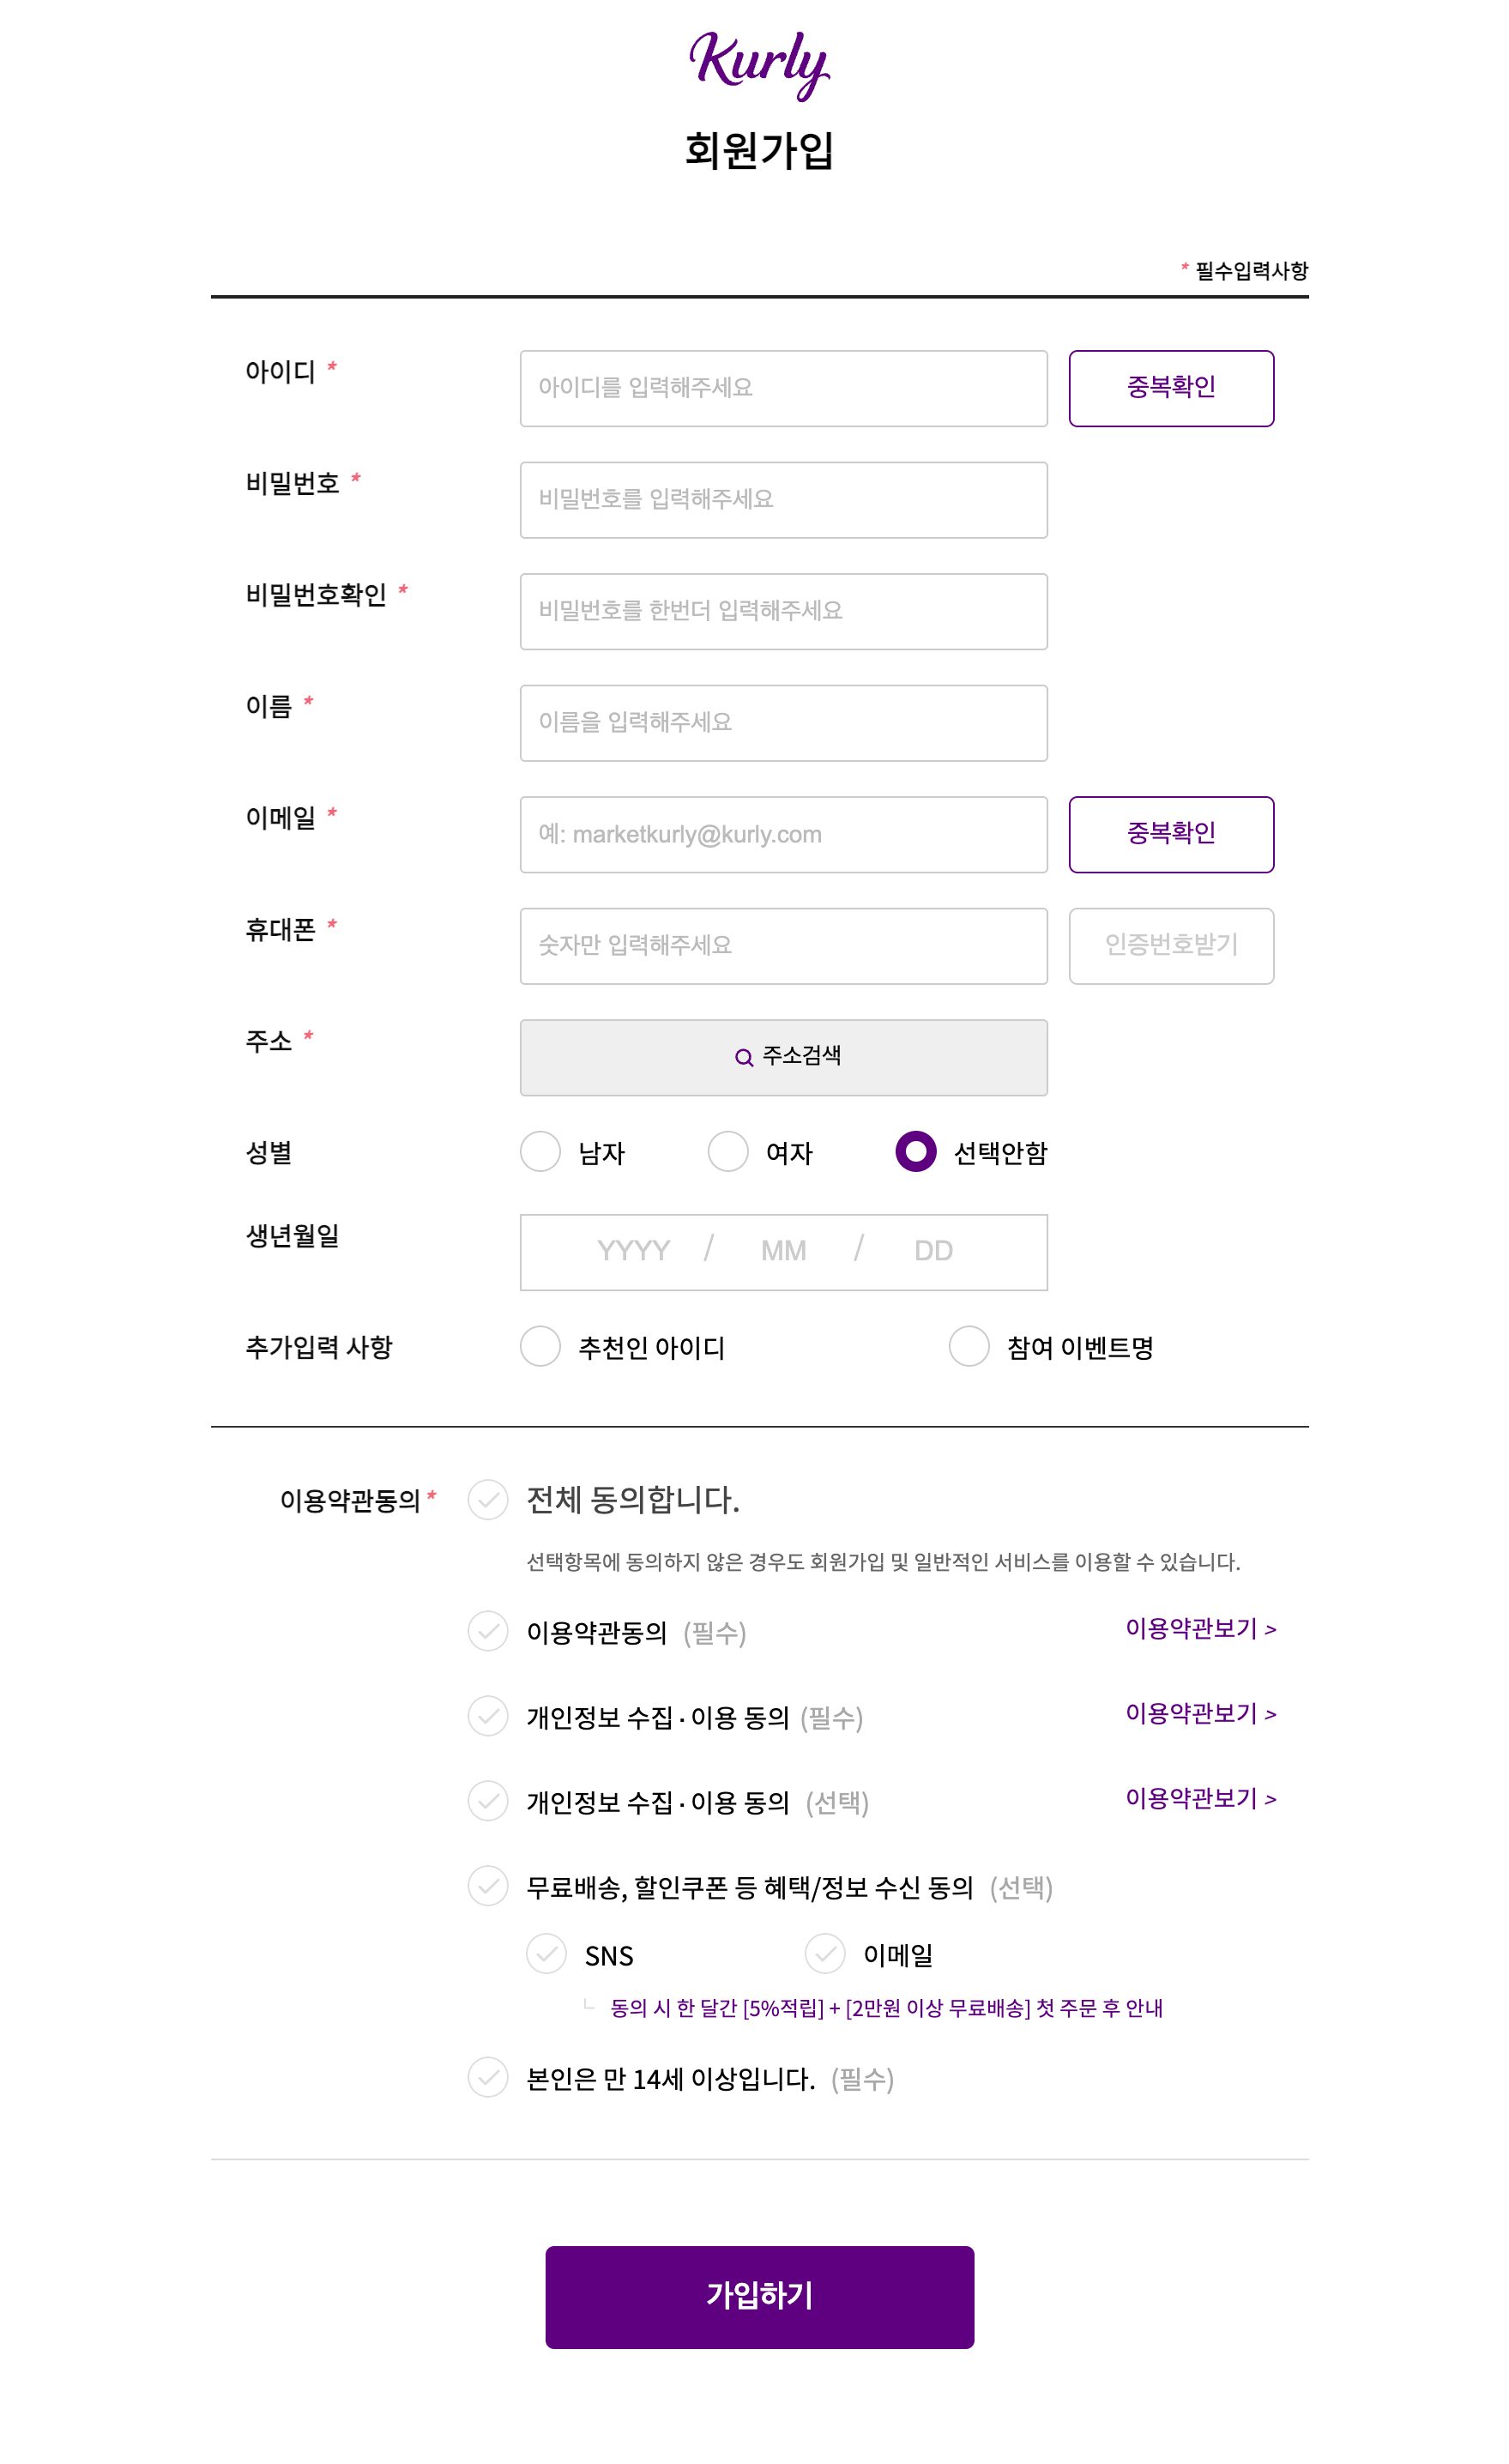 Kurly
회원가입
* 필수입력사항
아이디 * 아이디를 입력해주세요 중복확인
비밀번호 * 비밀번호를 입력해주세요
비밀번호확인 * 비밀번호를 한번더 입력해주세요
이름 * 이름을 입력해주세요
이메일 * 예: marketkurly@kurly.com 중복확인
휴대폰 * 숫자만 입력해주세요 인증번호받기
주소 * 주소검색
성별 남자 여자 선택안함
생년월일 YYYY / MM / DD
추가입력 사항 추천인 아이디 참여 이벤트명
이용약관동의* 전체 동의합니다.
선택항목에 동의하지 않은 경우도 회원가입 및 일반적인 서비스를 이용할 수 있습니다.
이용약관동의 (필수) 이용약관보기 >
개인정보 수집·이용 동의 (필수) 이용약관보기 >
개인정보 수집·이용 동의 (선택) 이용약관보기 >
무료배송, 할인쿠폰 등 혜택/정보 수신 동의 (선택)
SNS 이메일
동의 시 한 달간 [5%적립] + [2만원 이상 무료배송] 첫 주문 후 안내
본인은 만 14세 이상입니다. (필수)
가입하기